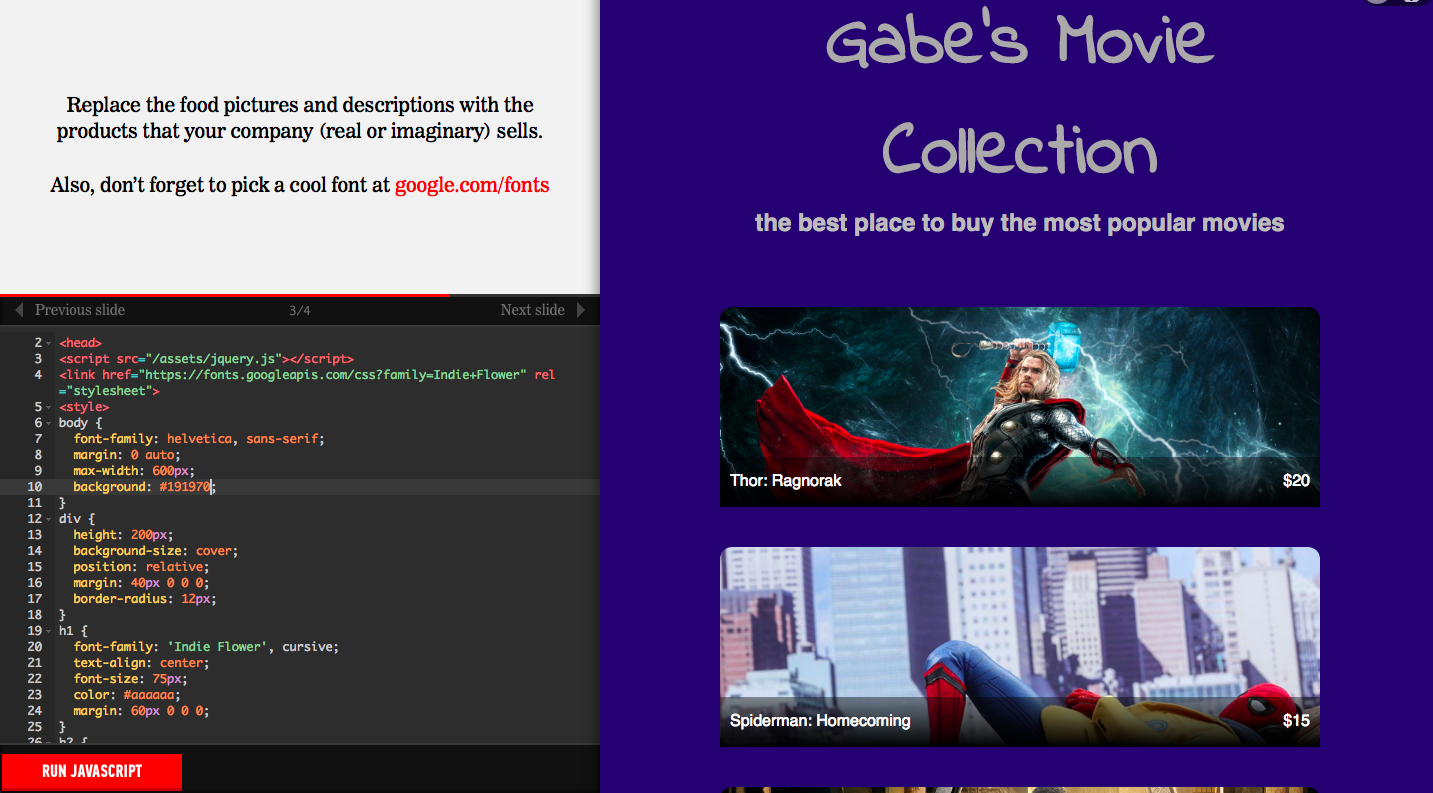 Replace the food pictures and descriptions with the
products that your company (real or imaginary) sells.
Also, don’t forget to pick a cool font at google.com/fonts
Previous slide
3/4
Next slide
2 <head>
3 <script src="/assets/jquery.js"></script>
4 <link href="https://fonts.googleapis.com/css?family=Indie+Flower" rel
="stylesheet">
5 <style>
6 body {
7 font-family: helvetica, sans-serif;
8 margin: 0 auto;
9 max-width: 600px;
10 background: #191970;
11 }
12 div {
13 height: 200px;
14 background-size: cover;
15 position: relative;
16 margin: 40px 0 0 0;
17 border-radius: 12px;
18 }
19 h1 {
20 font-family: 'Indie Flower', cursive;
21 text-align: center;
22 font-size: 75px;
23 color: #aaaaaa;
24 margin: 60px 0 0 0;
25 }
26 h2 {
RUN JAVASCRIPT
Gabe's Movie
Collection
the best place to buy the most popular movies
Thor: Ragnorak
$20
Spiderman: Homecoming
$15